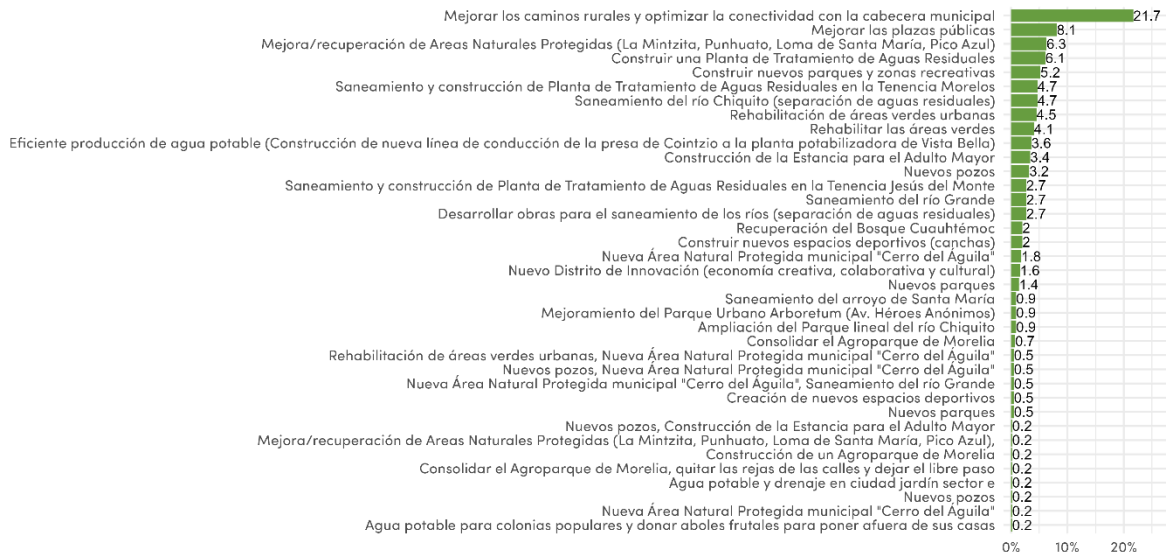 Mejorar los caminos rurales y optimizar la conectividad con la cabecera municipal 21.7
Mejorar las plazas públicas 8.1
Mejora/recuperación de Areas Naturales Protegidas (La Mintzita, Punhuato, Loma de Santa María, Pico Azul) 6.3
Construir una Planta de Tratamiento de Aguas Residuales 6.1
Construir nuevos parques y zonas recreativas 5.2
Saneamiento y construcción de Planta de Tratamiento de Aguas Residuales en la Tenencia Morelos 4.7
Saneamiento del río Chiquito (separación de aguas residuales) 4.7
Rehabilitación de áreas verdes urbanas 4.5
Rehabilitar las áreas verdes 4.1
Eficiente producción de agua potable (Construcción de nueva línea de conducción de la presa de Cointzio a la planta potabilizadora de Vista Bella) 3.6
Construcción de la Estancia para el Adulto Mayor 3.4
Nuevos pozos 3.2
Saneamiento y construcción de Planta de Tratamiento de Aguas Residuales en la Tenencia Jesús del Monte 2.7
Saneamiento del río Grande 2.7
Desarrollar obras para el saneamiento de los ríos (separación de aguas residuales) 2.7
Recuperación del Bosque Cuauhtémoc 2
Construir nuevos espacios deportivos (canchas) 2
Nueva Área Natural Protegida municipal "Cerro del Águila" 1.8
Nuevo Distrito de Innovación (economía creativa, colaborativa y cultural) 1.6
Nuevos parques 1.4
Saneamiento del arroyo de Santa María 0.9
Mejoramiento del Parque Urbano Arboretum (Av. Héroes Anónimos) 0.9
Ampliación del Parque lineal del río Chiquito 0.9
Consolidar el Agroparque de Morelia 0.7
Rehabilitación de áreas verdes urbanas, Nueva Área Natural Protegida municipal "Cerro del Águila" 0.5
Nuevos pozos, Nueva Área Natural Protegida municipal "Cerro del Águila" 0.5
Nueva Área Natural Protegida municipal "Cerro del Águila", Saneamiento del río Grande 0.5
Creación de nuevos espacios deportivos 0.5
Nuevos parques 0.5
Nuevos pozos, Construcción de la Estancia para el Adulto Mayor 0.2
Mejora/recuperación de Areas Naturales Protegidas (La Mintzita, Punhuato, Loma de Santa María, Pico Azul), 0.2
Construcción de un Agroparque de Morelia 0.2
Consolidar el Agroparque de Morelia, quitar las rejas de las calles y dejar el libre paso 0.2
Agua potable y drenaje en ciudad jardín sector e 0.2
Nuevos pozos 0.2
Nueva Área Natural Protegida municipal "Cerro del Águila" 0.2
Agua potable para colonias populares y donar aboles frutales para poner afuera de sus casas 0.2
0% 10% 20%